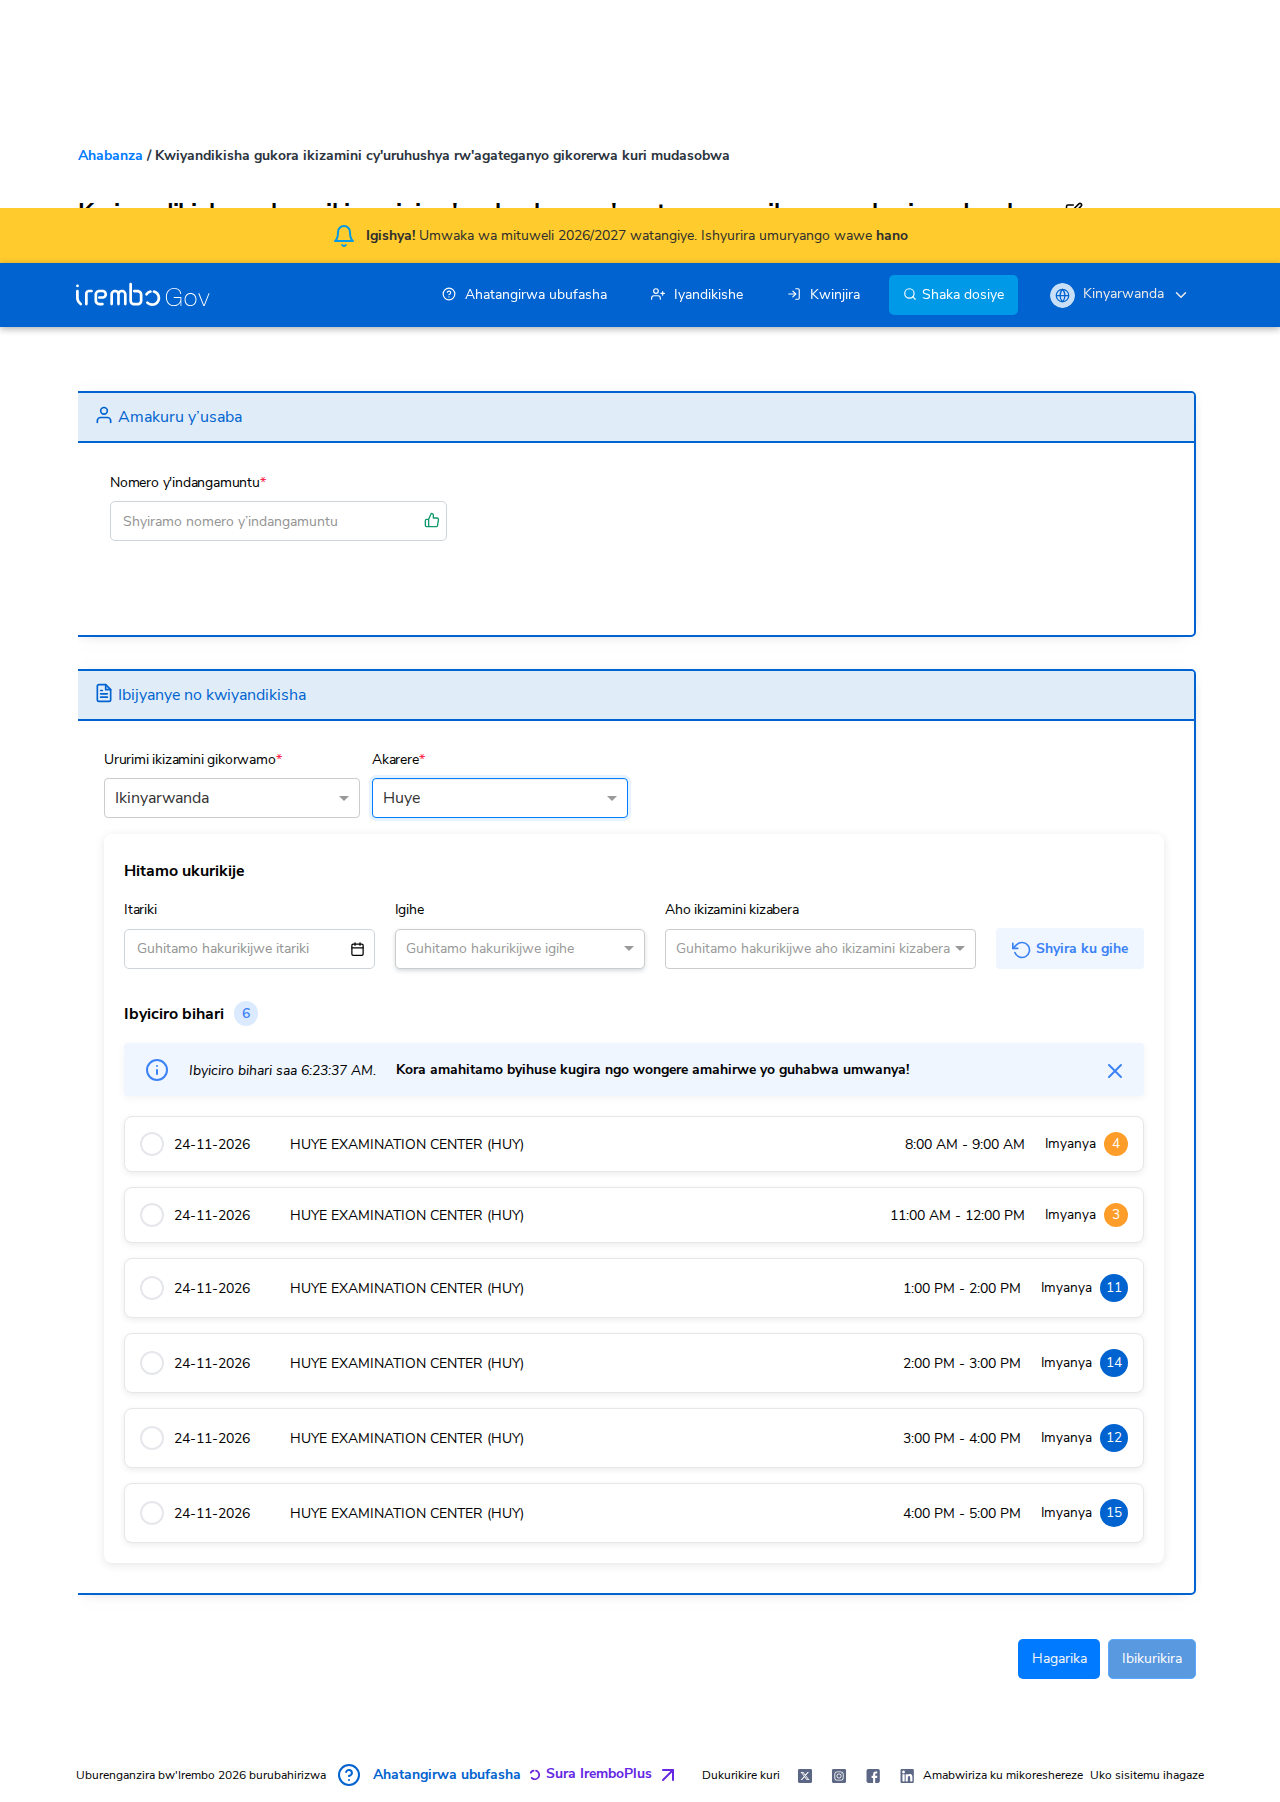 Ahabanza / Kwiyandikisha gukora ikizamini cy'uruhushya rw'agateganyo gikorerwa kuri mudasobwa
Igishya! Umwaka wa mituweli 2026/2027 watangiye. Ishyurira umuryango wawe hano
irembo Gov
Ahatangirwa ubufasha
Iyandikishe
Kwinjira
Shaka dosiye
Kinyarwanda
Amakuru y’usaba
Nomero y'indangamuntu*
Shyiramo nomero y’indangamuntu
Ibijyanye no kwiyandikisha
Ururimi ikizamini gikorwamo* Akarere*
Ikinyarwanda Huye
Hitamo ukurikije
Itariki Igihe Aho ikizamini kizabera
Guhitamo hakurikijwe itariki Guhitamo hakurikijwe igihe Guhitamo hakurikijwe aho ikizamini kizabera Shyira ku gihe
Ibyiciro bihari 6
Ibyiciro bihari saa 6:23:37 AM. Kora amahitamo byihuse kugira ngo wongere amahirwe yo guhabwa umwanya!
24-11-2026 HUYE EXAMINATION CENTER (HUY) 8:00 AM - 9:00 AM Imyanya 4
24-11-2026 HUYE EXAMINATION CENTER (HUY) 11:00 AM - 12:00 PM Imyanya 3
24-11-2026 HUYE EXAMINATION CENTER (HUY) 1:00 PM - 2:00 PM Imyanya 11
24-11-2026 HUYE EXAMINATION CENTER (HUY) 2:00 PM - 3:00 PM Imyanya 14
24-11-2026 HUYE EXAMINATION CENTER (HUY) 3:00 PM - 4:00 PM Imyanya 12
24-11-2026 HUYE EXAMINATION CENTER (HUY) 4:00 PM - 5:00 PM Imyanya 15
Hagarika Ibikurikira
Uburenganzira bw'Irembo 2026 burubahirizwa Ahatangirwa ubufasha Sura IremboPlus Dukurikire kuri Amabwiriza ku mikoreshereze Uko sisitemu ihagaze